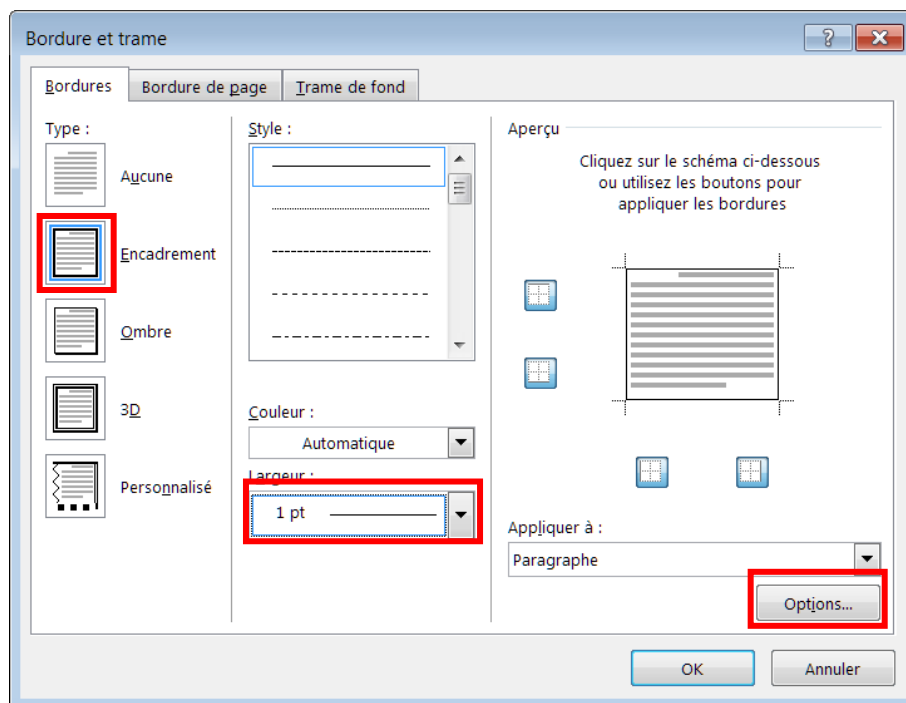 Bordure et trame
Bordures
Bordure de page
Trame de fond
Type :
Aucune
Encadrement
Ombre
3D
Personnalisé
Style :
Couleur :
Automatique
Largeur :
1 pt
Aperçu
Cliquez sur le schéma ci-dessous
ou utilisez les boutons pour
appliquer les bordures
Appliquer à :
Paragraphe
Options...
OK
Annuler